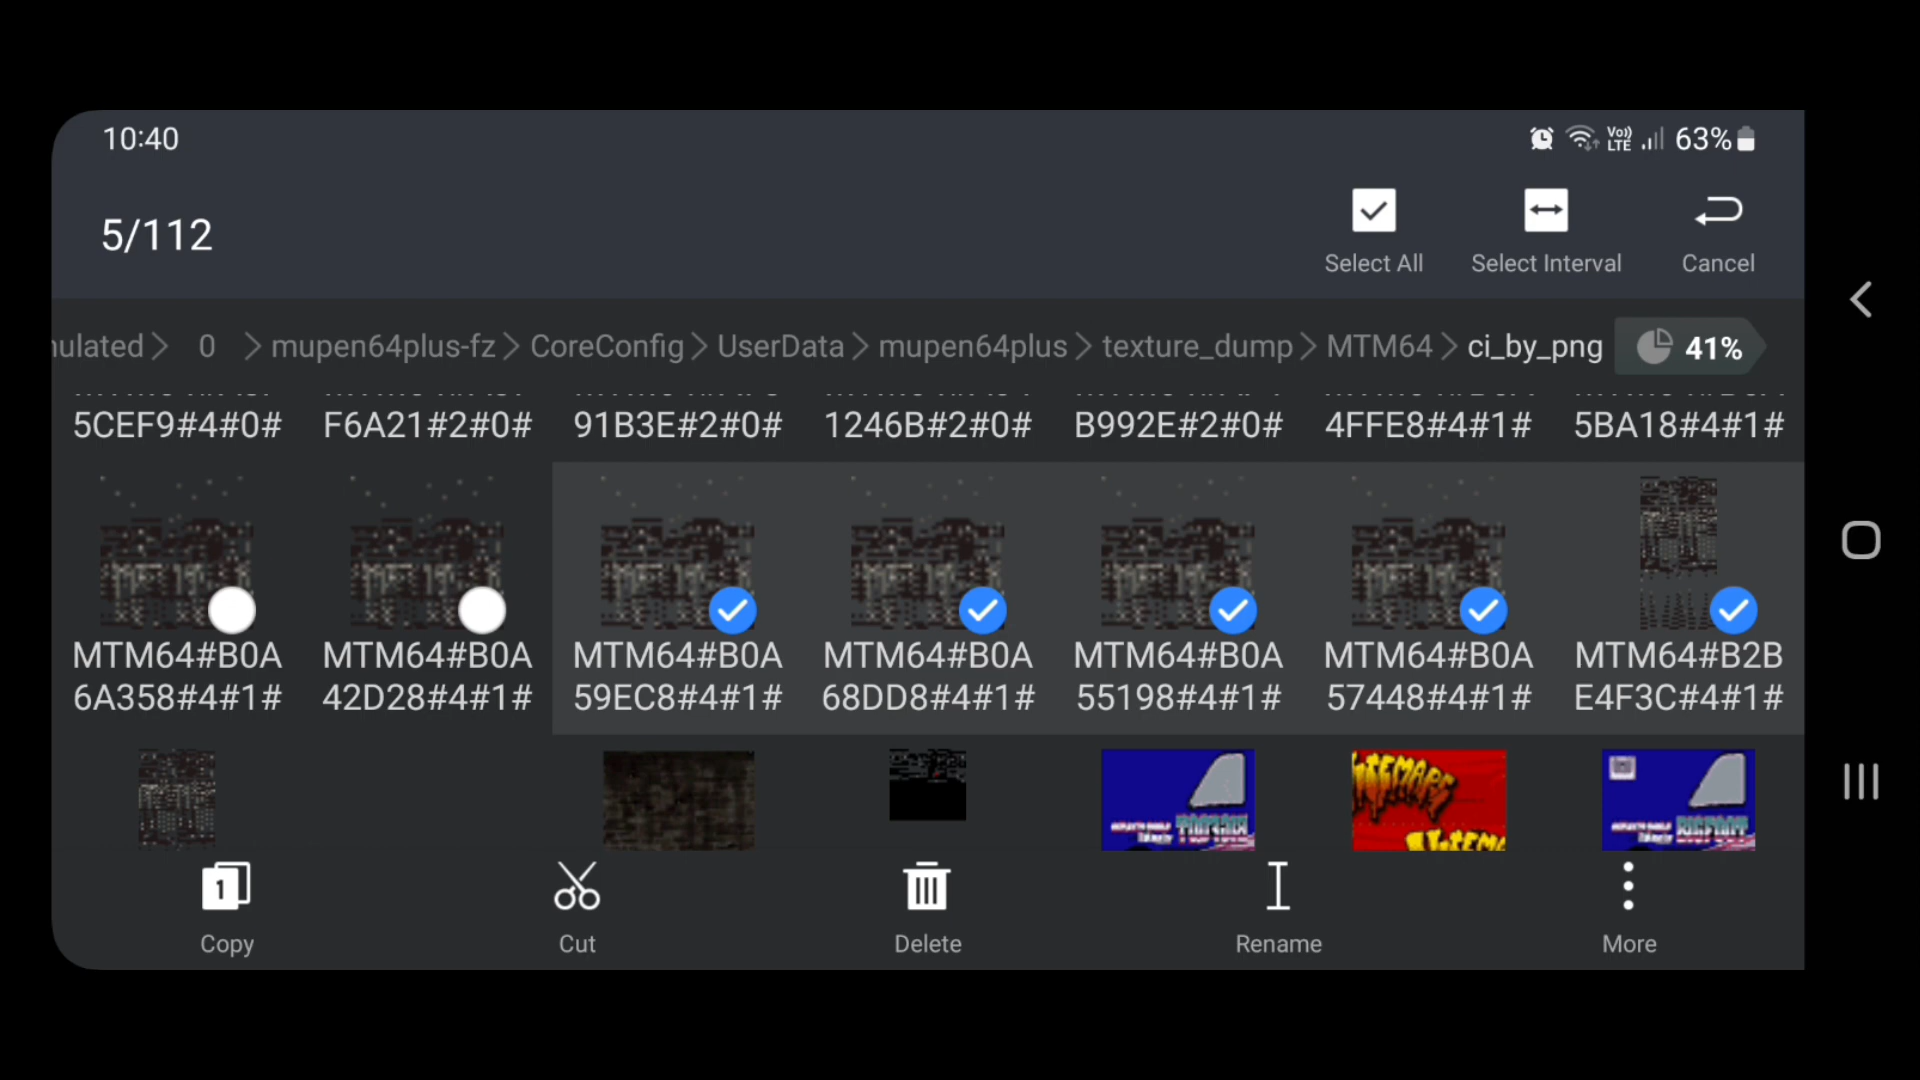 10:40
Vo)) LTE 63%
5/112
Select All Select Interval Cancel
ulated 0 mupen64plus-fz CoreConfig UserData mupen64plus texture_dump MTM64 ci_by_png 41%
5CEF9#4#0# F6A21#2#0# 91B3E#2#0# 1246B#2#0# B992E#2#0# 4FFE8#4#1# 5BA18#4#1#
MTM64#B0A MTM64#B0A MTM64#B0A MTM64#B0A MTM64#B0A MTM64#B0A MTM64#B2B
6A358#4#1# 42D28#4#1# 59EC8#4#1# 68DD8#4#1# 55198#4#1# 57448#4#1# E4F3C#4#1#
BIGFOOT
1
Copy Cut Delete Rename More